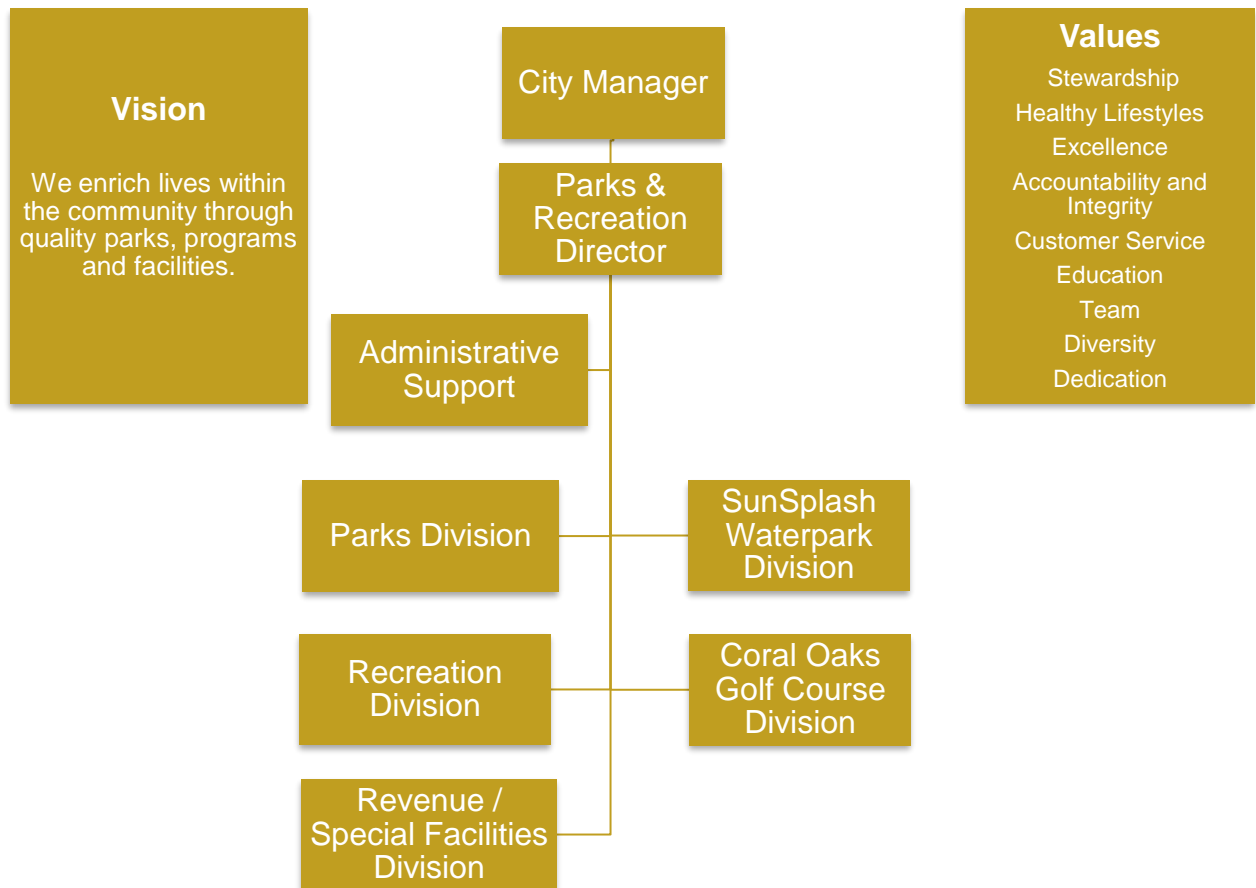 Vision
We enrich lives within
the community through
quality parks, programs
and facilities.
City Manager
Parks &
Recreation
Director
Values
Stewardship
Healthy Lifestyles
Excellence
Accountability and
Integrity
Customer Service
Education
Team
Diversity
Dedication
Administrative
Support
Parks Division
SunSplash
Waterpark
Division
Recreation
Division
Coral Oaks
Golf Course
Division
Revenue /
Special Facilities
Division